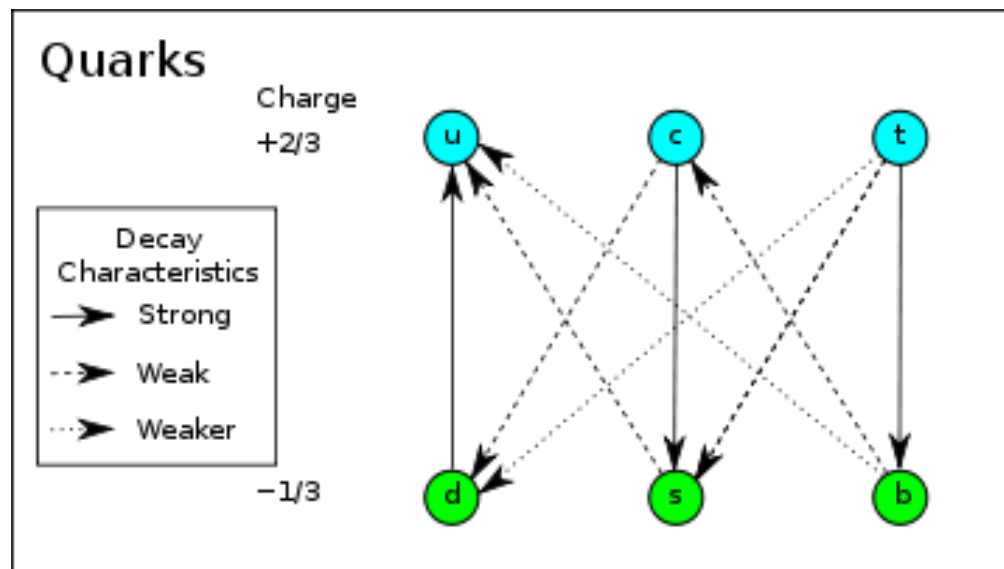 Quarks
Charge
+2/3
u
c
t
Decay
Characteristics
Strong
Weak
Weaker
−1/3
d
s
b